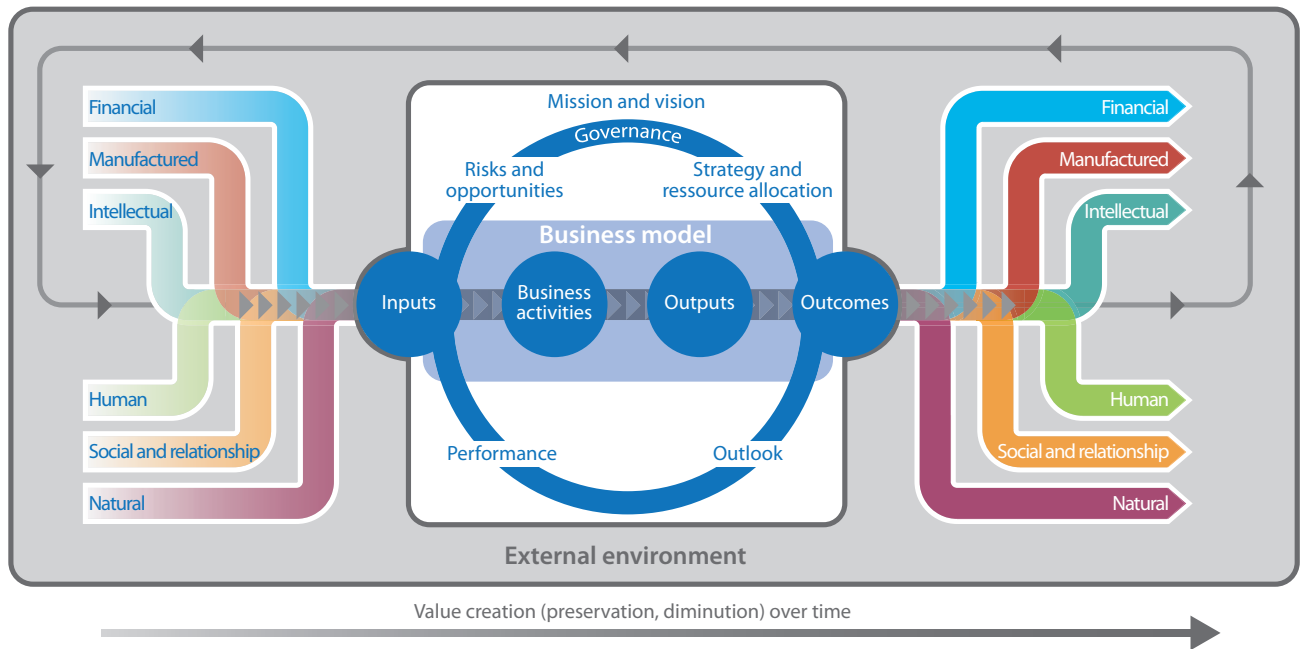 Financial
Manufactured
Intellectual
Human
Social and relationship
Natural
Mission and vision
Governance
Risks and
opportunities
Strategy and
ressource allocation
Business model
Inputs
Business
activities
Outputs
Outcomes
Performance
Outlook
Financial
Manufactured
Intellectual
Human
Social and relationship
Natural
External environment
Value creation (preservation, diminution) over time